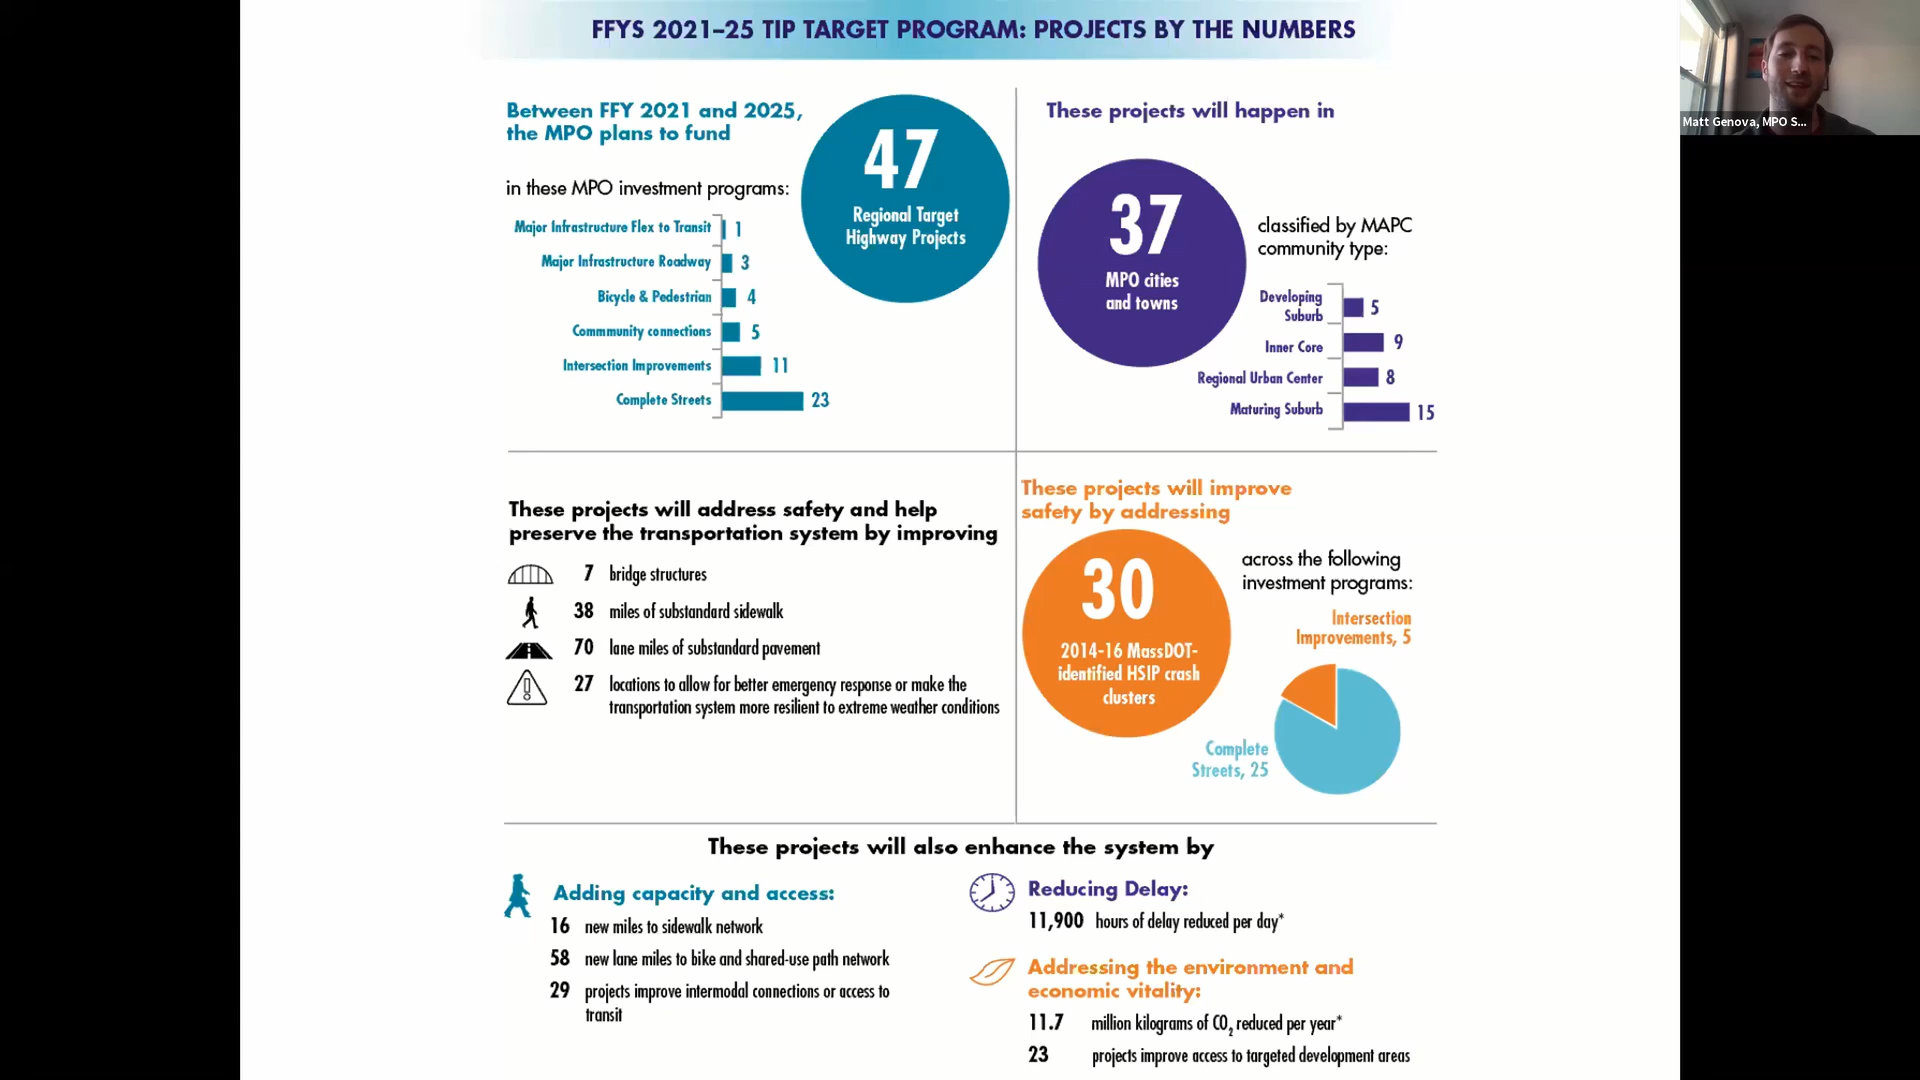 FFYS 2021–25 TIP TARGET PROGRAM: PROJECTS BY THE NUMBERS
Matt Genova, MPO S...
Between FFY 2021 and 2025,
the MPO plans to fund
47
Regional Target
Highway Projects
in these MPO investment programs:
Major Infrastructure Flex to Transit 1
Major Infrastructure Roadway 3
Bicycle & Pedestrian 4
Commmunity connections 5
Intersection Improvements 11
Complete Streets 23
These projects will happen in
37
MPO cities
and towns
classified by MAPC
community type:
Developing
Suburb 5
Inner Core 9
Regional Urban Center 8
Maturing Suburb 15
These projects will address safety and help
preserve the transportation system by improving
7 bridge structures
38 miles of substandard sidewalk
70 lane miles of substandard pavement
27 locations to allow for better emergency response or make the
transportation system more resilient to extreme weather conditions
These projects will improve
safety by addressing
30
2014-16 MassDOT-
identified HSIP crash
clusters
across the following
investment programs:
Intersection
Improvements, 5
Complete
Streets, 25
These projects will also enhance the system by
Adding capacity and access:
16 new miles to sidewalk network
58 new lane miles to bike and shared-use path network
29 projects improve intermodal connections or access to
transit
Reducing Delay:
11,900 hours of delay reduced per day*
Addressing the environment and
economic vitality:
11.7 million kilograms of CO2 reduced per year*
23 projects improve access to targeted development areas